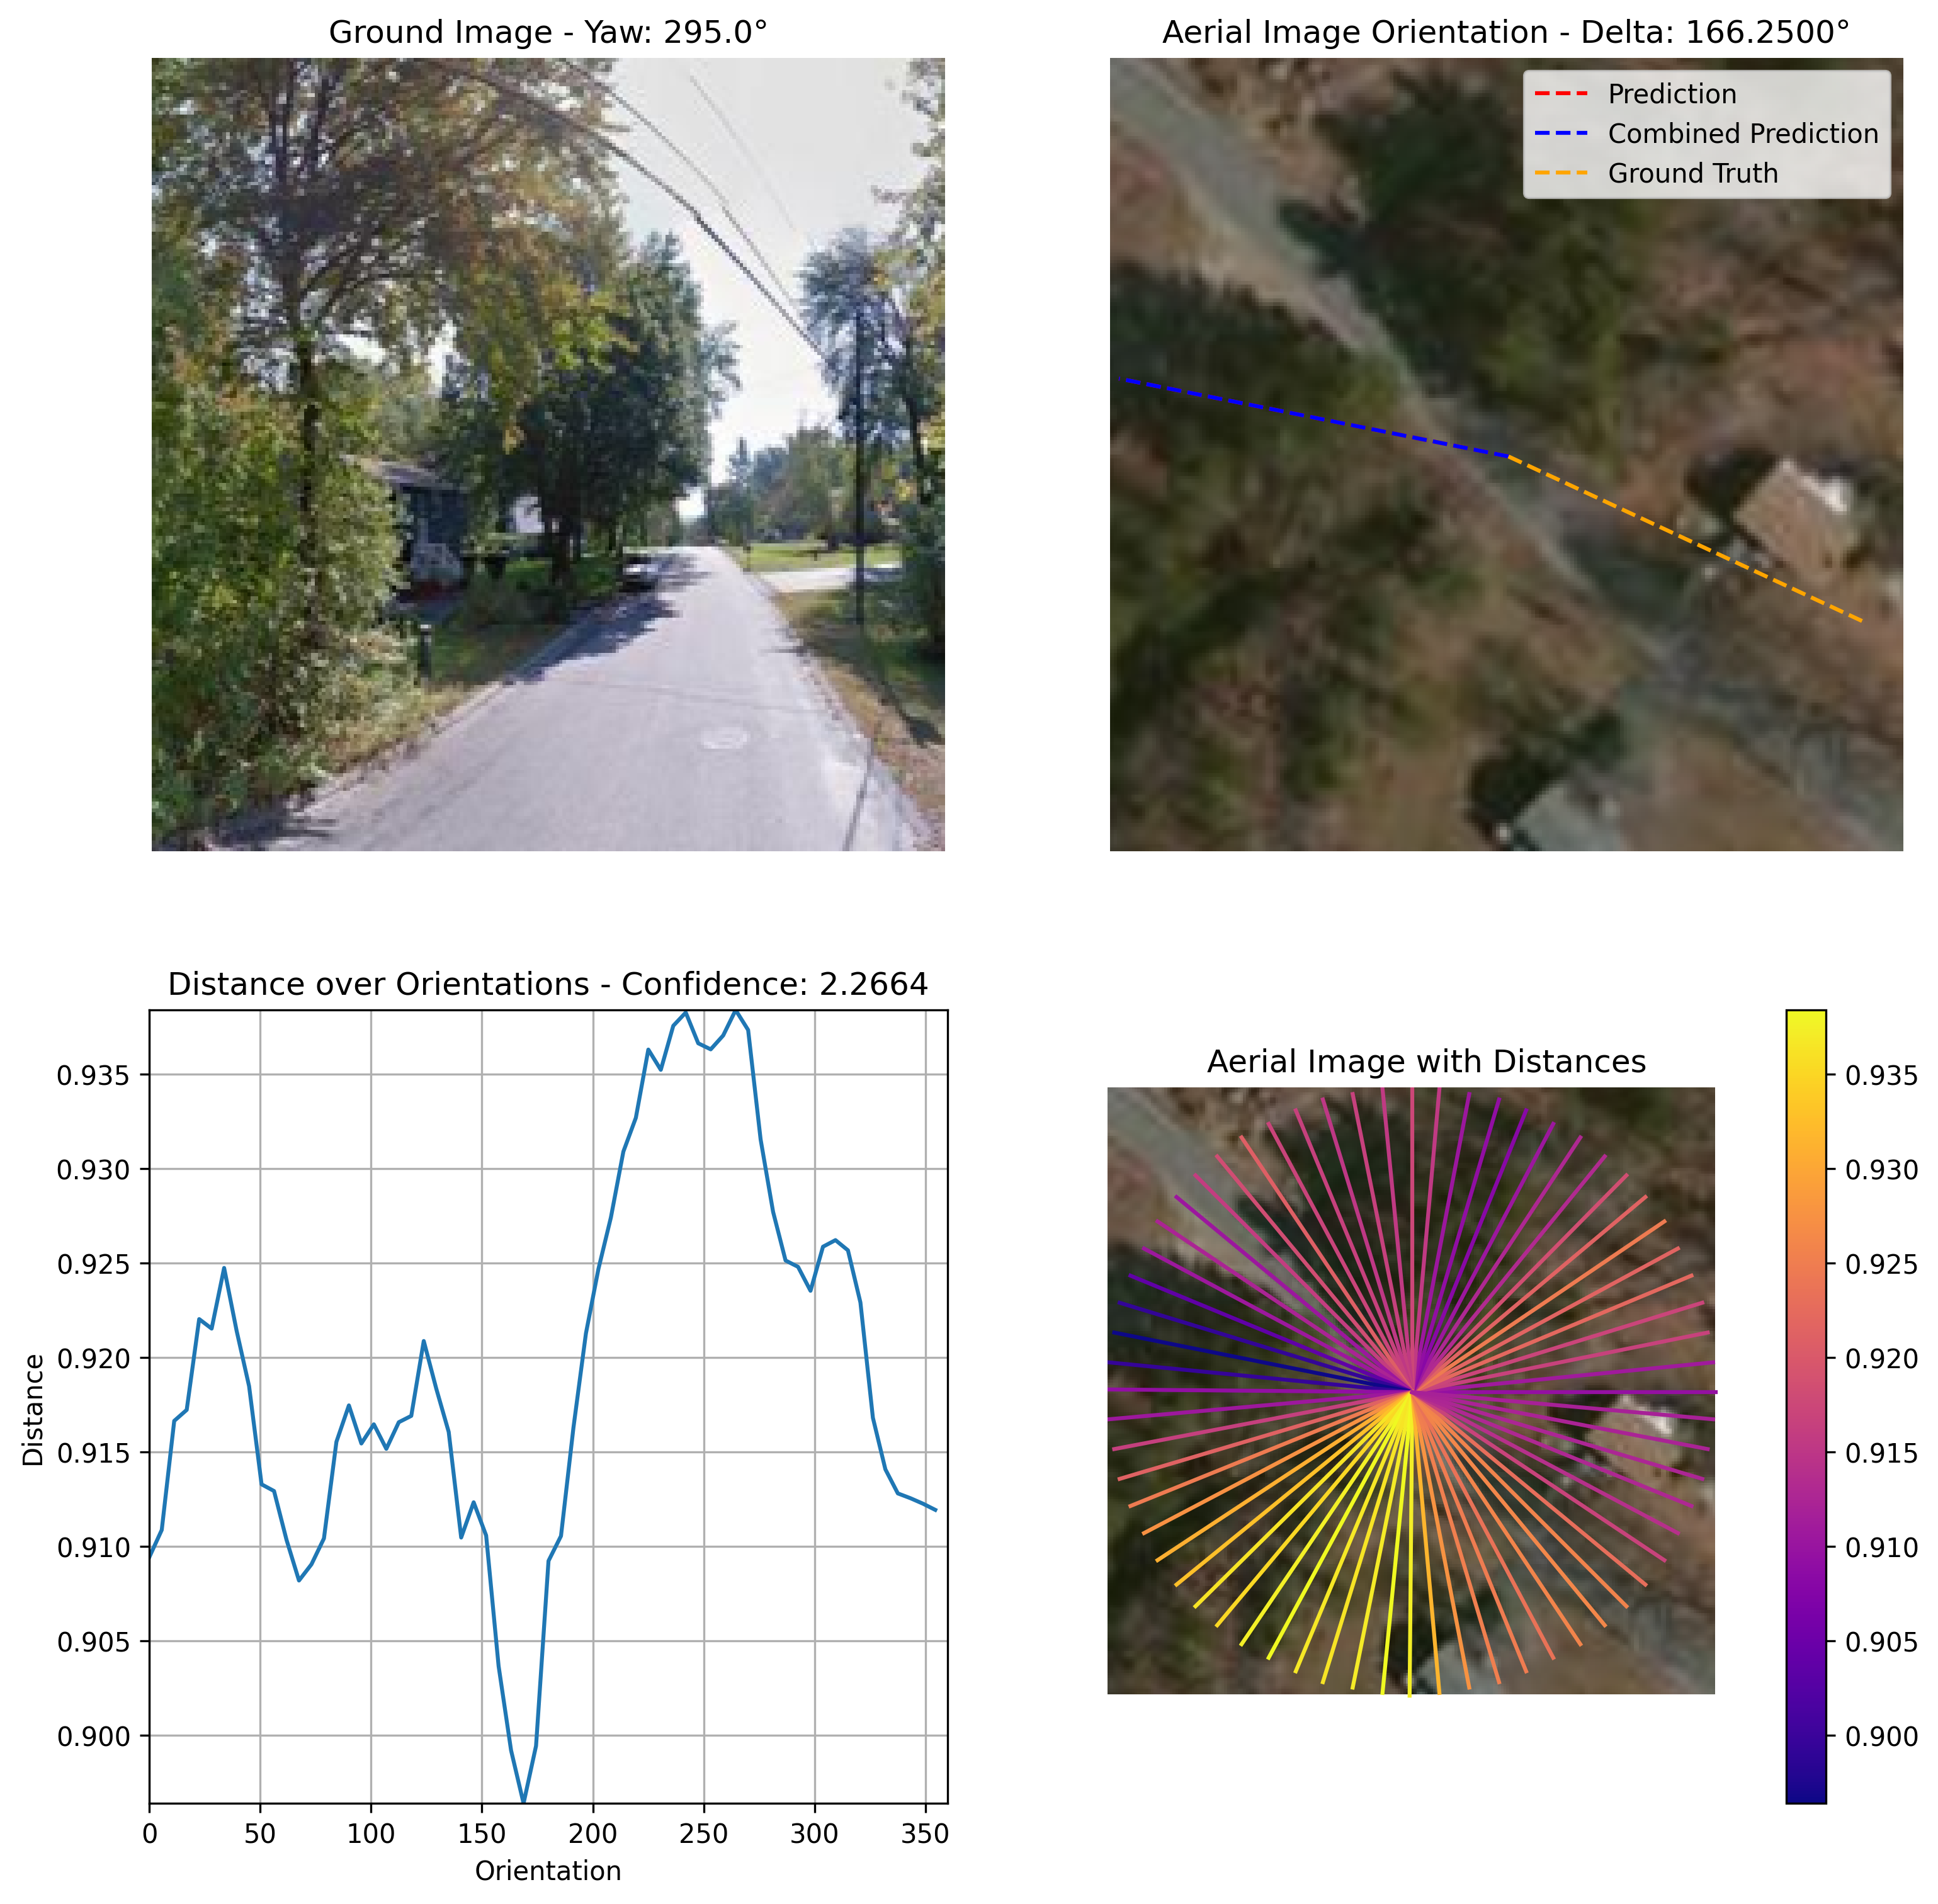 Ground Image - Yaw: 295.0°
Aerial Image Orientation - Delta: 166.2500°
Prediction
Combined Prediction
Ground Truth
Distance over Orientations - Confidence: 2.2664
0.935
0.930
0.925
0.920
0.915
0.910
0.905
0.900
Distance
0
50
100
150
200
250
300
350
Orientation
Aerial Image with Distances
0.935
0.930
0.925
0.920
0.915
0.910
0.905
0.900